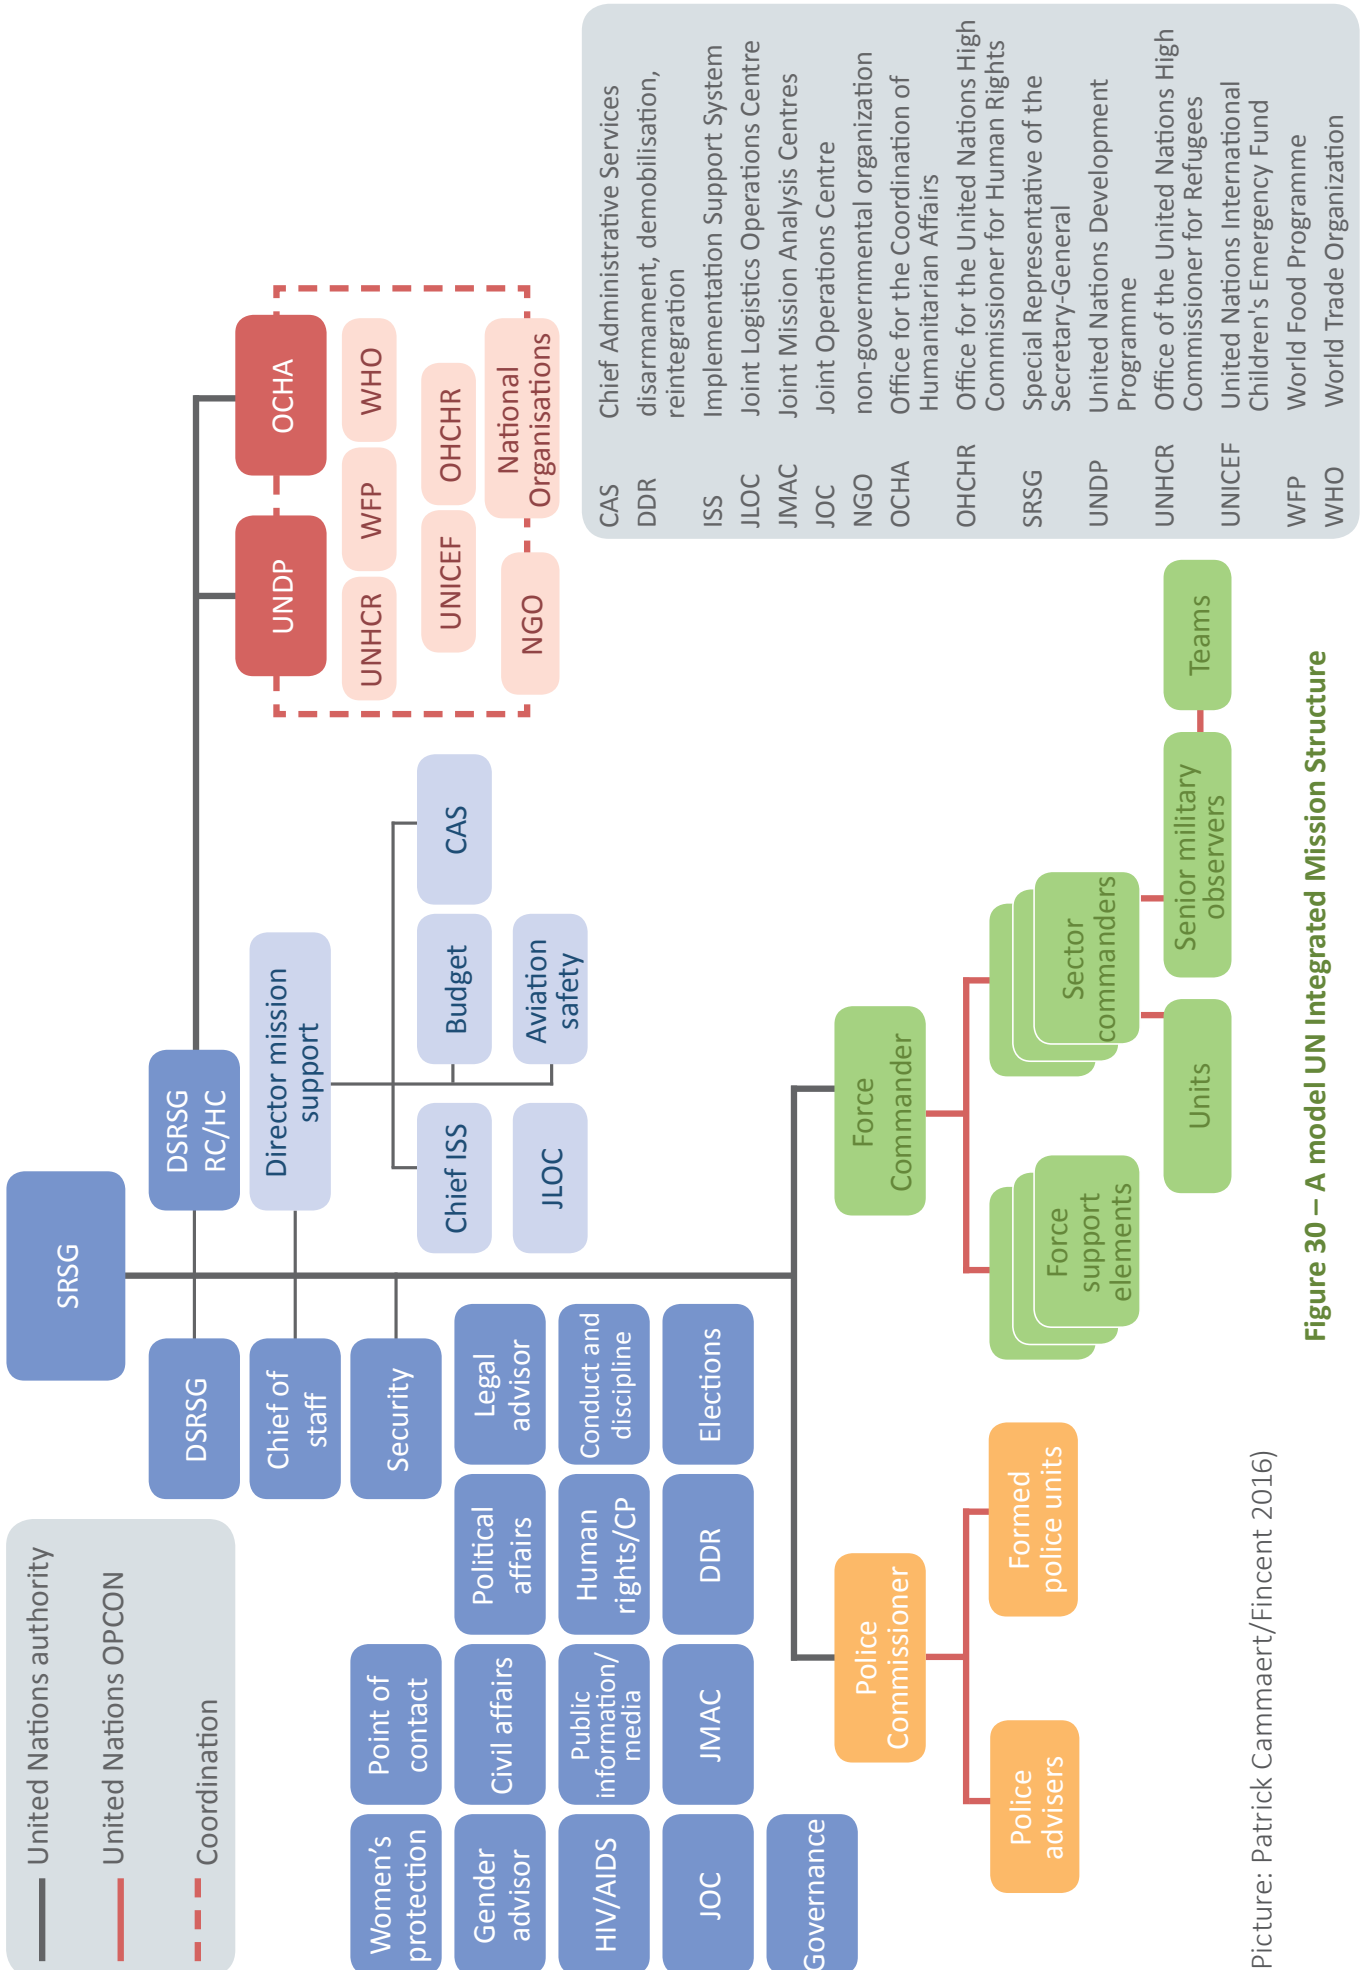 United Nations authority
United Nations OPCON
Coordination
SRSG
DSRSG
DSRSG
RC/HC
Chief of
staff
Director mission
support
Security
Women's
protection
Point of
contact
Gender
advisor
Civil affairs
Political
affairs
Legal
advisor
HIV/AIDS
Public
information/
media
Human
rights/CP
Conduct and
discipline
JOC
JMAC
DDR
Elections
Governance
Chief ISS
Budget
CAS
JLOC
Aviation
safety
UNDP
OCHA
UNHCR
WFP
WHO
UNICEF
OHCHR
NGO
National
Organisations
Police
Commissioner
Police
advisers
Formed
police units
Force
Commander
Force
support
elements
Sector
commanders
Units
Senior military
observers
Teams
CAS Chief Administrative Services
DDR disarmament, demobilisation,
reintegration
ISS Implementation Support System
JLOC Joint Logistics Operations Centre
JMAC Joint Mission Analysis Centres
JOC Joint Operations Centre
NGO non-governmental organization
OCHA Office for the Coordination of
Humanitarian Affairs
OHCHR Office for the United Nations High
Commissioner for Human Rights
SRSG Special Representative of the
Secretary-General
UNDP United Nations Development
Programme
UNHCR Office of the United Nations High
Commissioner for Refugees
UNICEF United Nations International
Children's Emergency Fund
WFP World Food Programme
WHO World Trade Organization
Picture: Patrick Cammaert/Fincent 2016)
Figure 30 – A model UN Integrated Mission Structure